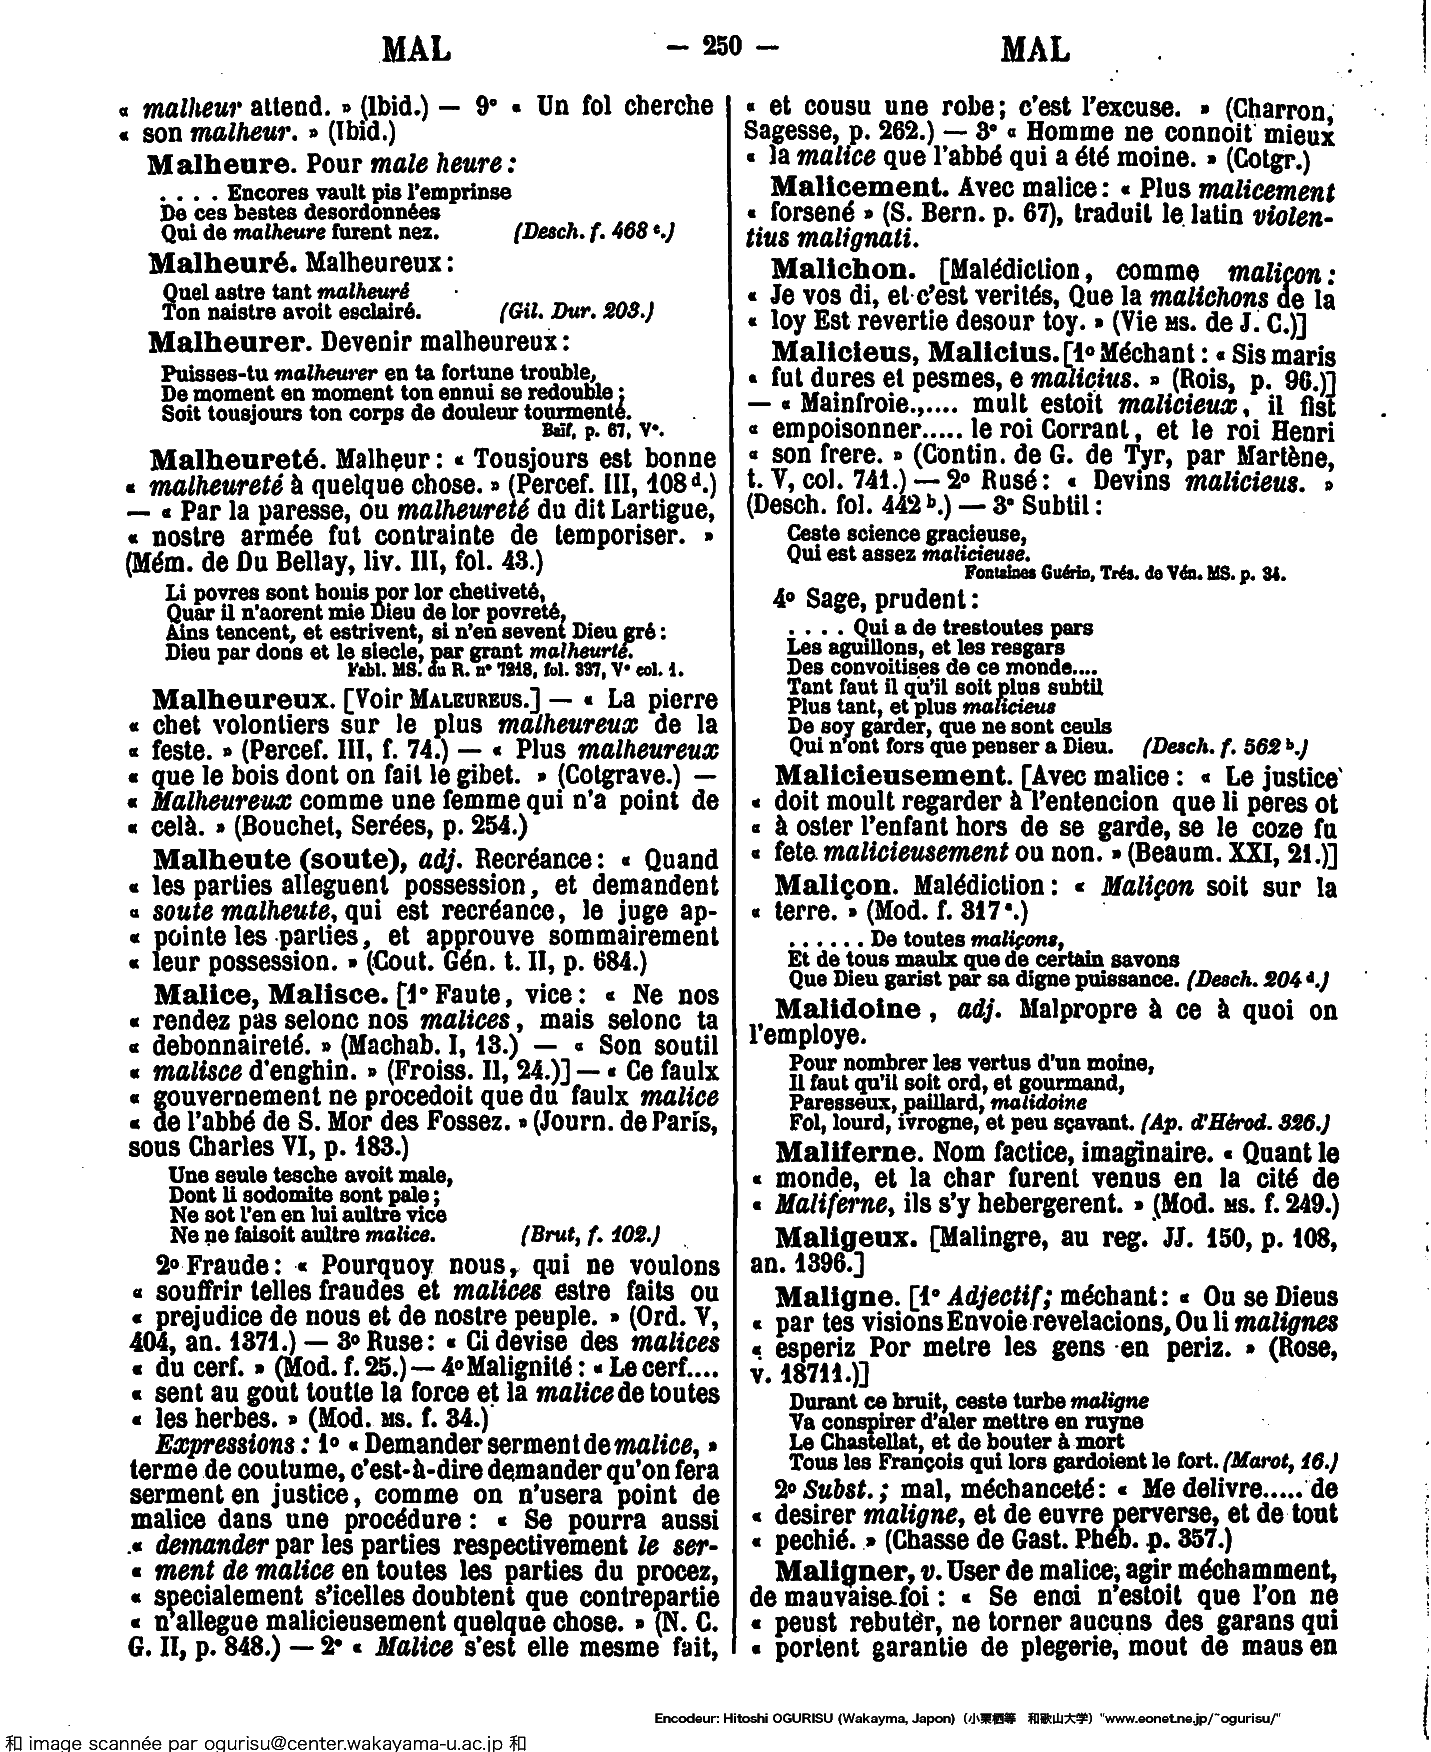 MAL
— 250 —
MAL
« malheur attend. » (Ibid.) — 9° « Un fol cherche
« son malheur. » (Ibid.)
Malheure. Pour male heure :
. . . . Encores vault pis l'emprinse
De ces bestes desordonnées
Qui de malheure furent nez. (Desch. f. 468 c.)
Malheuré. Malheureux :
Quel astre tant malheuré
Ton naistre avoit esclairé. (Gil. Dur. 203.)
Malheurer. Devenir malheureux :
Puisses-tu malheurer en ta fortune trouble,
De moment en moment ton ennui se redouble ;
Soit tousjours ton corps de douleur tourmenté.
Baïf, p. 67, V°.
Malheureté. Malheur : « Tousjours est bonne
« malheureté à quelque chose. » (Percef. III, 108 d.)
— « Par la paresse, ou malheureté du dit Lartigue,
« nostre armée fut contrainte de temporiser. »
(Mém. de Du Bellay, liv. III, fol. 43.)
Li povres sont honis por lor chetiveté,
Quar il n'aorent mie Dieu de lor povreté,
Ains tencent, et estrivent, si n'en sevent Dieu gré :
Dieu par dons et le siecle, par grant malheurté.
Fabl. MS. du R. n° 7218, fol. 337, V° col. 1.
Malheureux. [Voir MALEUREUS.] — « La pierre
« chet volontiers sur le plus malheureux de la
« feste. » (Percef. III, f. 74.) — « Plus malheureux
« que le bois dont on fait le gibet. » (Cotgrave.) —
« Malheureux comme une femme qui n'a point de
« celà. » (Bouchet, Serées, p. 254.)
Malheute (soute), adj. Recréance : « Quand
« les parties alleguent possession, et demandent
« soute malheute, qui est recréance, le juge ap-
« pointe les parties, et approuve sommairement
« leur possession. » (Cout. Gén. t. II, p. 684.)
Malice, Malisce. [1° Faute, vice : « Ne nos
« rendez pas selonc nos malices, mais selonc ta
« debonnaireté. » (Machab. I, 13.) — « Son soutil
« malisce d'enghin. » (Froiss. II, 24.)] — « Ce faulx
« gouvernement ne procedoit que du faulx malice
« de l'abbé de S. Mor des Fossez. » (Journ. de Paris,
sous Charles VI, p. 183.)
Une seule tesche avoit male,
Dont li sodomite sont pale ;
Ne sot l'en en lui aultre vice
Ne ne faisoit aultre malice. (Brut, f. 102.)
2° Fraude : « Pourquoy nous, qui ne voulons
« souffrir telles fraudes et malices estre faits ou
« prejudice de nous et de nostre peuple. » (Ord. V,
404, an. 1371.) — 3° Ruse : « Ci devise des malices
« du cerf. » (Mod. f. 25.) — 4° Malignité : « Le cerf....
« sent au gout toutte la force et la malice de toutes
« les herbes. » (Mod. MS. f. 34.)
Expressions : 1° « Demander serment de malice, »
terme de coutume, c'est-à-dire demander qu'on fera
serment en justice, comme on n'usera point de
malice dans une procédure : « Se pourra aussi
« demander par les parties respectivement le ser-
« ment de malice en toutes les parties du procez,
« specialement s'icelles doubtent que contrepartie
« n'allegue malicieusement quelque chose. » (N. C.
G. II, p. 848.) — 2° « Malice s'est elle mesme fait,
« et cousu une robe ; c'est l'excuse. » (Charron,
Sagesse, p. 262.) — 3° « Homme ne connoit mieux
« la malice que l'abbé qui a été moine. » (Cotgr.)
Malicement. Avec malice : « Plus malicement
« forsené » (S. Bern. p. 67), traduit le latin violen-
tius malignati.
Malichon. [Malédiction, comme maliçon :
« Je vos di, et c'est verités, Que la malichons de la
« loy Est revertie desour toy. » (Vie MS. de J. C.)]
Malicieus, Malicius. [1° Méchant : « Sis maris
« fut dures et pesmes, e malicius. » (Rois, p. 96.)]
— « Mainfroie.,.... mult estoit malicieux, il fist
« empoisonner..... le roi Corrant, et le roi Henri
« son frere. » (Contin. de G. de Tyr, par Martène,
t. V, col. 741.) — 2° Rusé : « Devins malicieus. »
(Desch. fol. 442 b.) — 3° Subtil :
Ceste science gracieuse,
Qui est assez malicieuse.
Fontaines Guérin, Trés. de Vén. MS. p. 34.
4° Sage, prudent :
. . . . Qui a de trestoutes pars
Les aguillons, et les resgars
Des convoitises de ce monde....
Tant faut il qu'il soit plus subtil
Plus tant, et plus malicieus
De soy garder, que ne sont ceuls
Qui n'ont fors que penser a Dieu. (Desch. f. 562 b.)
Malicieusement. [Avec malice : « Le justice
« doit moult regarder à l'entencion que li peres ot
« à oster l'enfant hors de se garde, se le coze fu
« fete malicieusement ou non. » (Beaum. XXI, 21.)]
Maliçon. Malédiction : « Maliçon soit sur la
« terre. » (Mod. f. 317 a.)
. . . . . . De toutes maliçons,
Et de tous maulx que de certain savons
Que Dieu garist par sa digne puissance. (Desch. 204 d.)
Malidoine, adj. Malpropre à ce à quoi on
l'employe.
Pour nombrer les vertus d'un moine,
Il faut qu'il soit ord, et gourmand,
Paresseux, paillard, malidoine
Fol, lourd, ivrogne, et peu sçavant. (Ap. d'Hérod. 326.)
Maliferne. Nom factice, imaginaire. « Quant le
« monde, et la char furent venus en la cité de
« Maliferne, ils s'y hebergerent. » (Mod. MS. f. 249.)
Maligeux. [Malingre, au reg. JJ. 150, p. 108,
an. 1396.]
Maligne. [1° Adjectif ; méchant : « Ou se Dieus
« par tes visions Envoie revelacions, Ou li malignes
« esperiz Por metre les gens en periz. » (Rose,
v. 18711.)]
Durant ce bruit, ceste turbe maligne
Va conspirer d'aler mettre en ruyne
Le Chastellat, et de bouter à mort
Tous les François qui lors gardoient le fort. (Marot, 16.)
2° Subst. ; mal, méchanceté : « Me delivre..... de
« desirer maligne, et de euvre perverse, et de tout
« pechié. » (Chasse de Gast. Phéb. p. 357.)
Maligner, v. User de malice, agir méchamment,
de mauvaise foi : « Se enci n'estoit que l'on ne
« peust rebuter, ne torner aucuns des garans qui
« portent garantie de plegerie, mout de maus en
Encodeur: Hitoshi OGURISU (Wakayma, Japon) (小栗栖等 和歌山大学) "www.eonet.ne.jp/~ogurisu/"
和 image scannée par ogurisu@center.wakayama-u.ac.jp 和